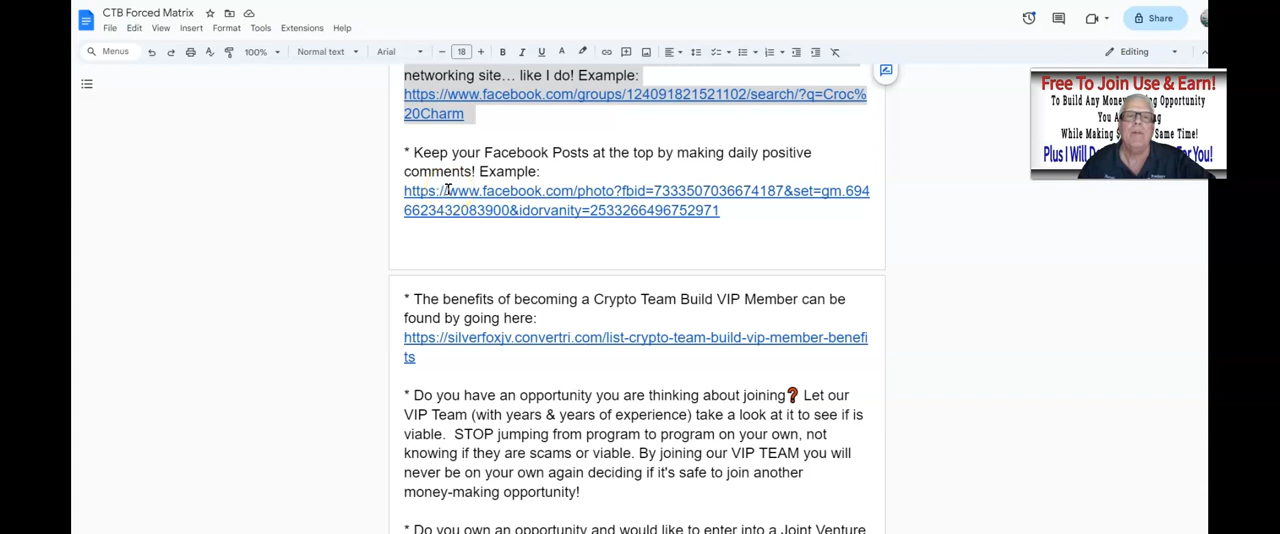 CTB Forced Matrix
File Edit View Insert Format Tools Extensions Help
Share
Menus 100% Normal text Arial 18 B I U A Editing
networking site… like I do! Example:
https://www.facebook.com/groups/124091821521102/search/?q=Croc%
20Charm
* Keep your Facebook Posts at the top by making daily positive
comments! Example:
https://www.facebook.com/photo?fbid=7333507036674187&set=gm.694
6623432083900&idorvanity=2533266496752971
* The benefits of becoming a Crypto Team Build VIP Member can be
found by going here:
https://silverfoxjv.convertri.com/list-crypto-team-build-vip-member-benefi
ts
* Do you have an opportunity you are thinking about joining❓ Let our
VIP Team (with years & years of experience) take a look at it to see if is
viable.  STOP jumping from program to program on your own, not
knowing if they are scams or viable. By joining our VIP TEAM you will
never be on your own again deciding if it's safe to join another
money-making opportunity!
* Do you own an opportunity and would like to enter into a Joint Venture
Free To Join Use & Earn!
To Build Any Money
ing Opportunity
You A
ing
While Making
Same Time!
Plus I Will D
For You!